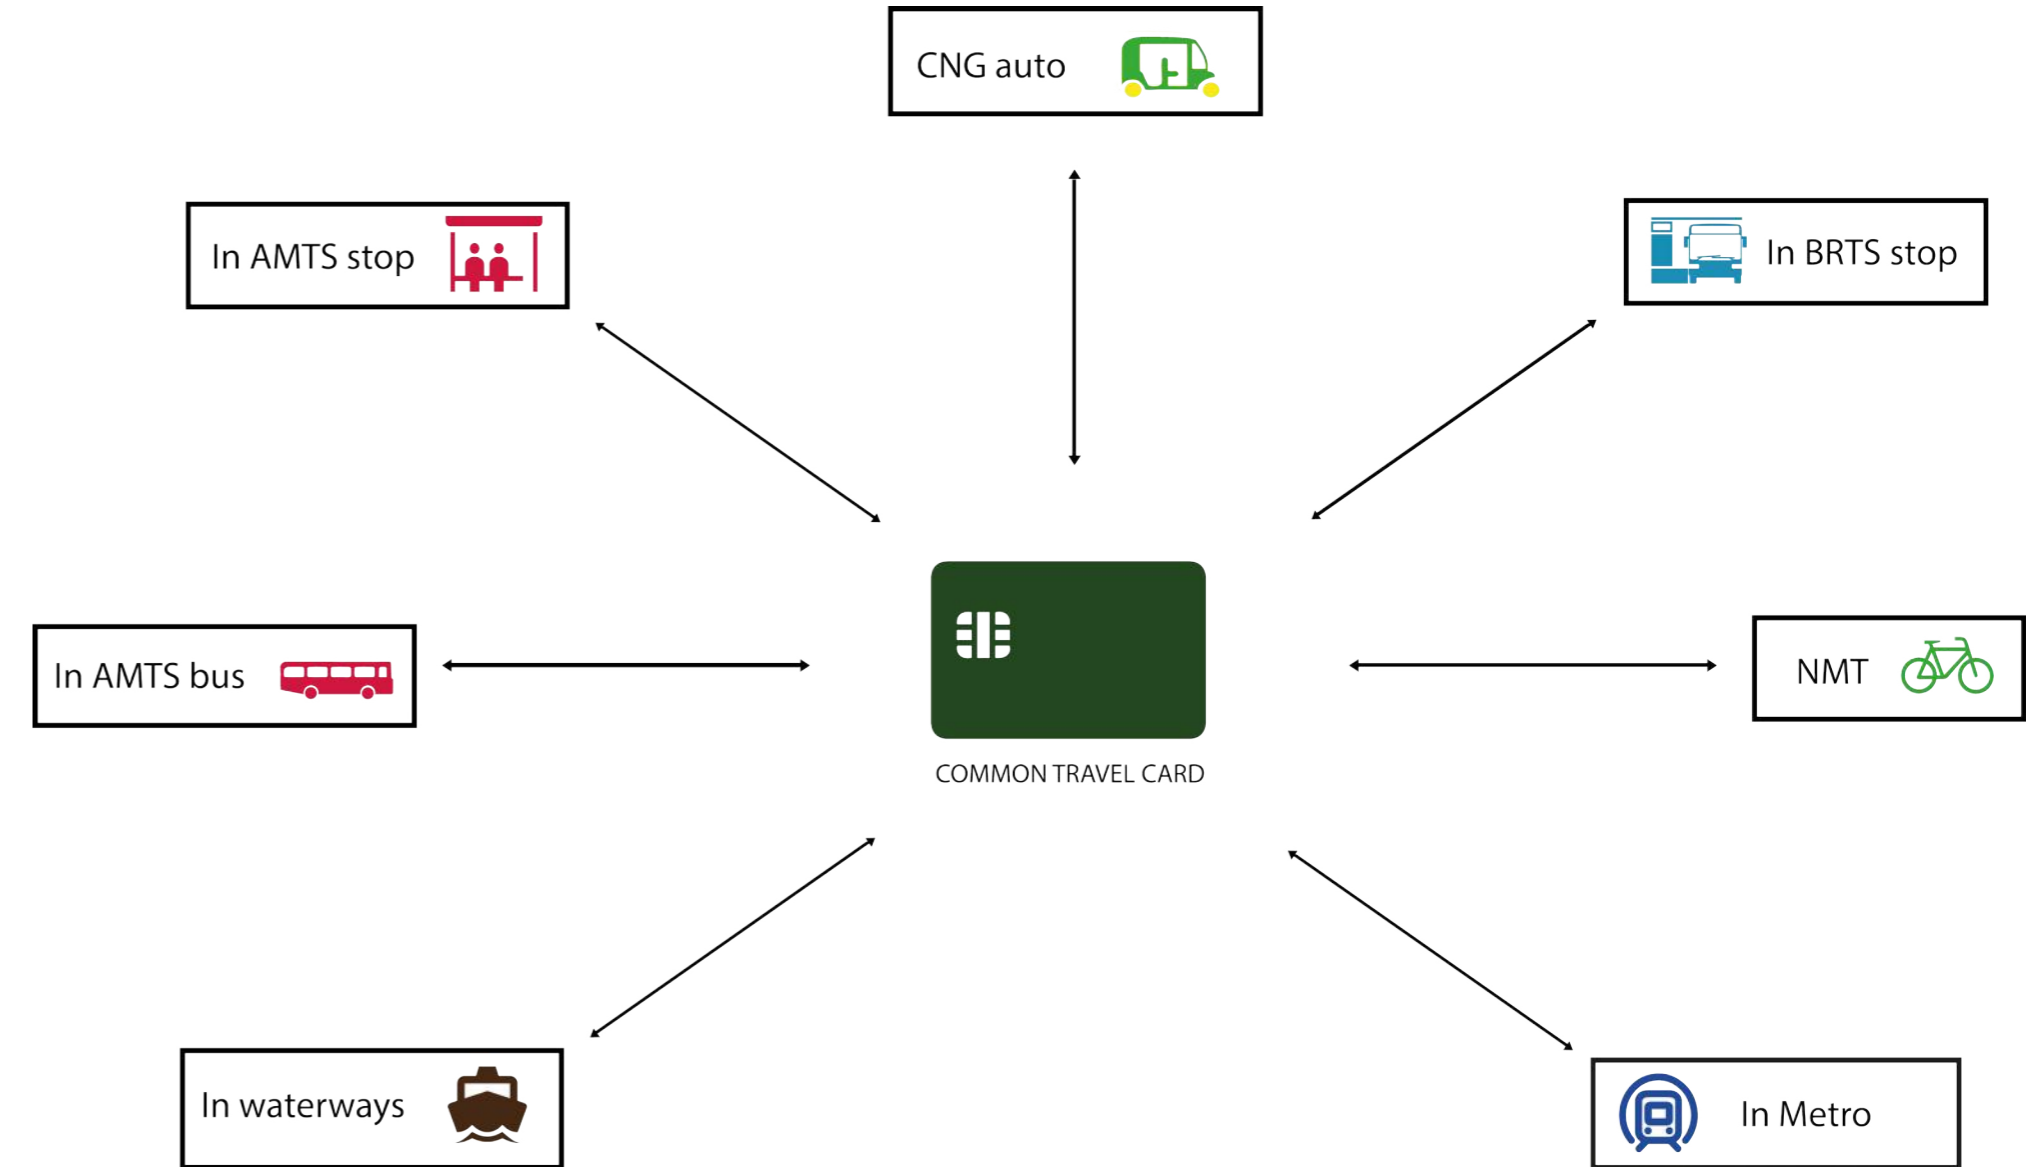 CNG auto
In AMTS stop
In BRTS stop
In AMTS bus
NMT
COMMON TRAVEL CARD
In waterways
In Metro